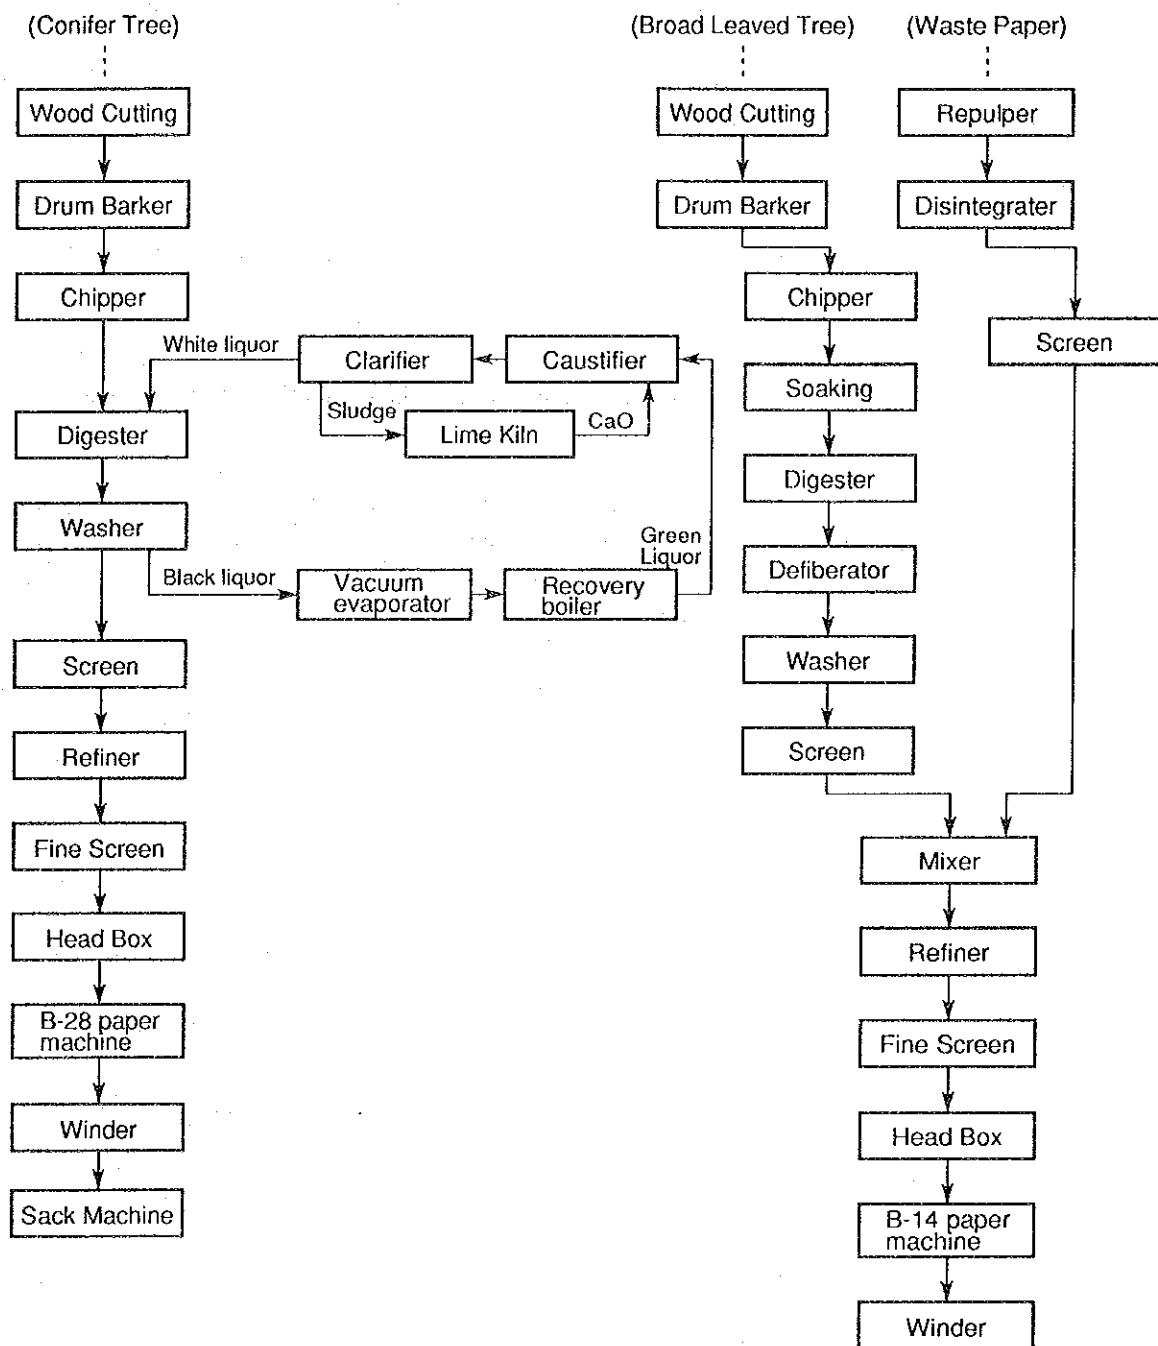 (Conifer Tree)
(Broad Leaved Tree)
(Waste Paper)
Wood Cutting
Wood Cutting
Repulper
Drum Barker
Drum Barker
Disintegrater
Chipper
Chipper
White liquor
Clarifier
Caustifier
Screen
Sludge
Lime Kiln
CaO
Soaking
Digester
Digester
Washer
Green
Liquor
Defiberator
Black liquor
Vacuum
evaporator
Recovery
boiler
Washer
Screen
Refiner
Screen
Fine Screen
Mixer
Head Box
Refiner
B-28 paper
machine
Fine Screen
Winder
Head Box
Sack Machine
B-14 paper
machine
Winder